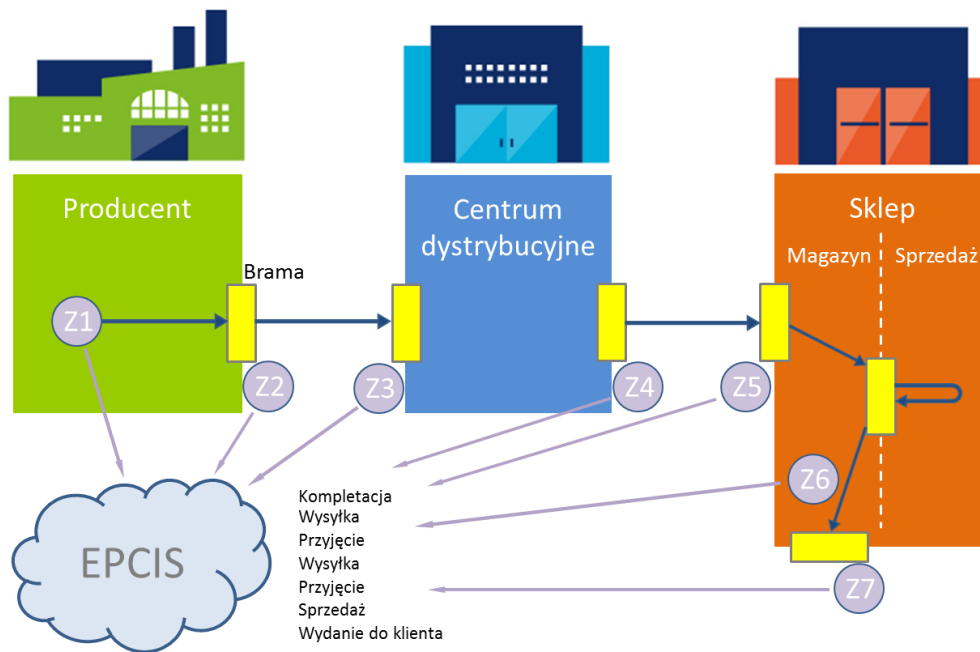 Producent
Centrum
dystrybucyjne
Sklep
Magazyn
Sprzedaż
Brama
Z1
Z2
Z3
Z4
Z5
Z6
Z7
EPCIS
Kompletacja
Wysyłka
Przyjęcie
Wysyłka
Przyjęcie
Sprzedaż
Wydanie do klienta